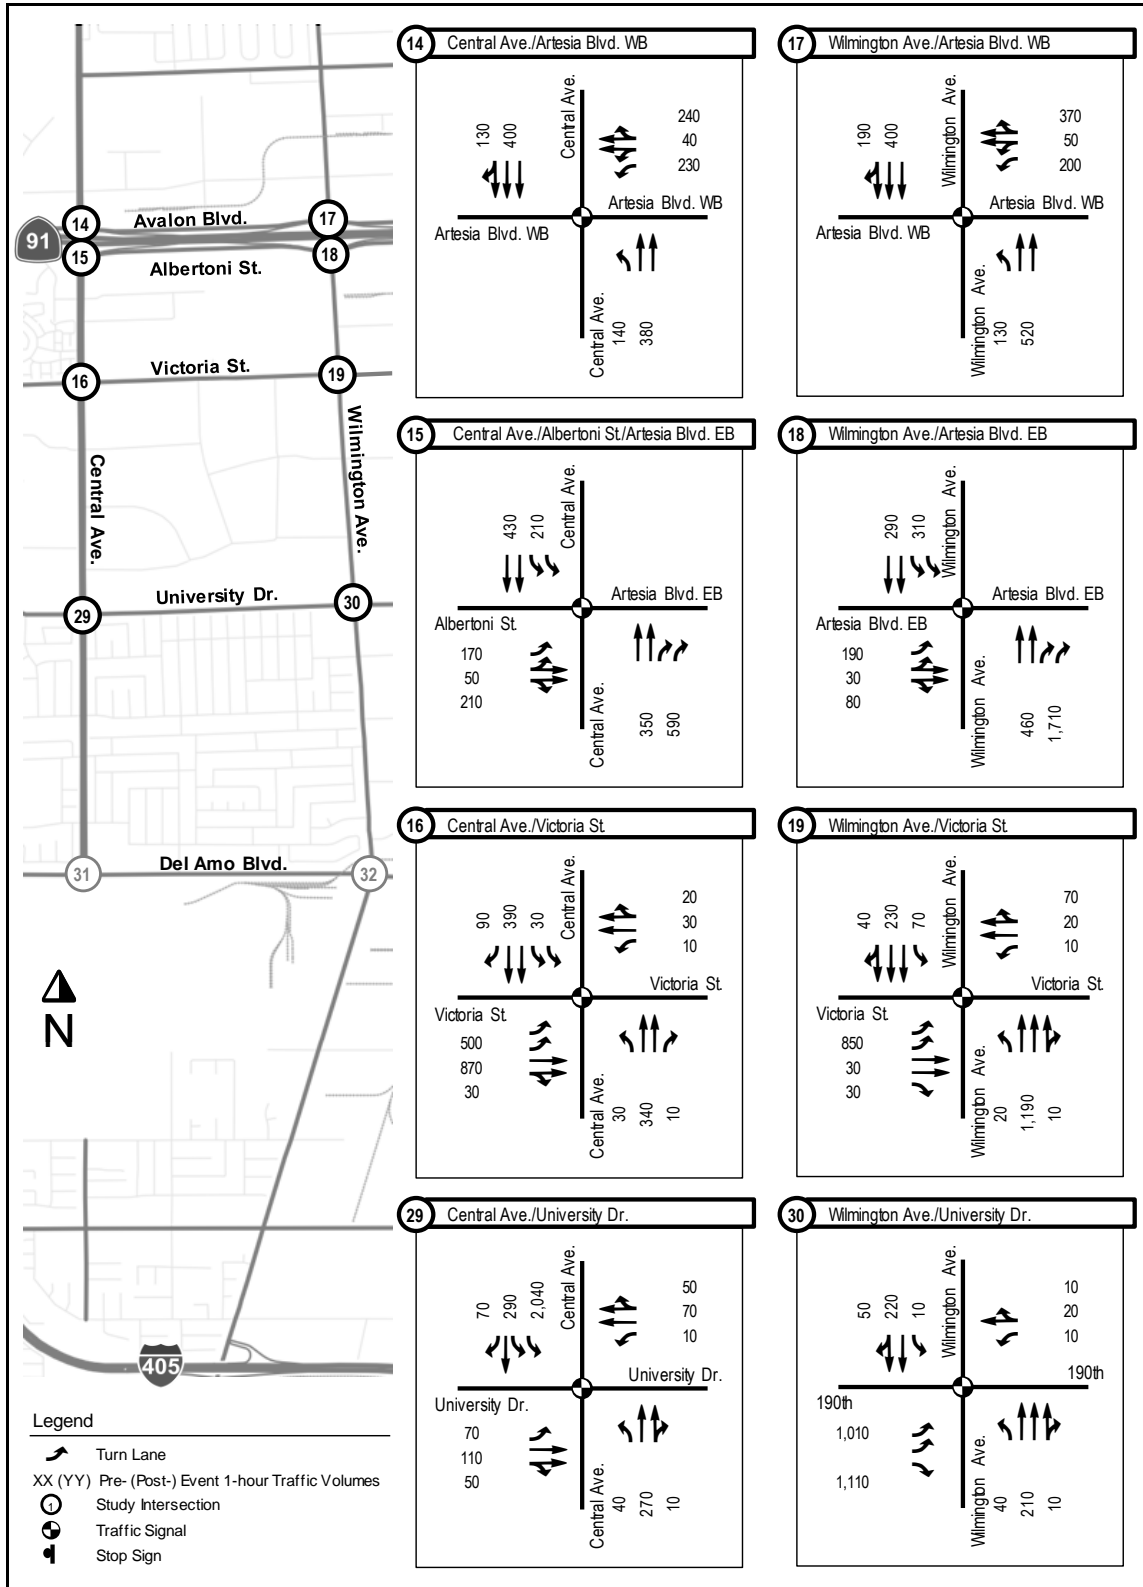 91
14
17
Avalon Blvd.
15
18
Albertoni St.
16
Victoria St.
19
Central Ave.
Wilmington Ave.
29
University Dr.
30
31
Del Amo Blvd.
32
N
405
Legend
Turn Lane
XX (YY) Pre- (Post-) Event 1-hour Traffic Volumes
1
Study Intersection
Traffic Signal
Stop Sign
14 Central Ave./Artesia Blvd. WB
130 400
Central Ave.
240
40
230
Artesia Blvd. WB
Artesia Blvd. WB
Central Ave.
140 380
17 Wilmington Ave./Artesia Blvd. WB
190 400
Wilmington Ave.
370
50
200
Artesia Blvd. WB
Artesia Blvd. WB
Wilmington Ave.
130 520
15 Central Ave./Albertoni St./Artesia Blvd. EB
430 210
Central Ave.
Artesia Blvd. EB
Albertoni St.
170
50
210
Central Ave.
350 590
18 Wilmington Ave./Artesia Blvd. EB
290 310
Wilmington Ave.
Artesia Blvd. EB
Artesia Blvd. EB
190
30
80
Wilmington Ave.
460 1,710
16 Central Ave./Victoria St.
90 390 30
Central Ave.
20
30
10
Victoria St.
Victoria St.
500
870
30
Central Ave.
30 340 10
19 Wilmington Ave./Victoria St.
40 230 70
Wilmington Ave.
70
20
10
Victoria St.
Victoria St.
850
30
30
Wilmington Ave.
20 1,190 10
29 Central Ave./University Dr.
70 290 2,040
Central Ave.
50
70
10
University Dr.
University Dr.
70
110
50
Central Ave.
40 270 10
30 Wilmington Ave./University Dr.
50 220 10
Wilmington Ave.
10
20
10
190th
190th
1,010
1,110
Wilmington Ave.
40 210 10